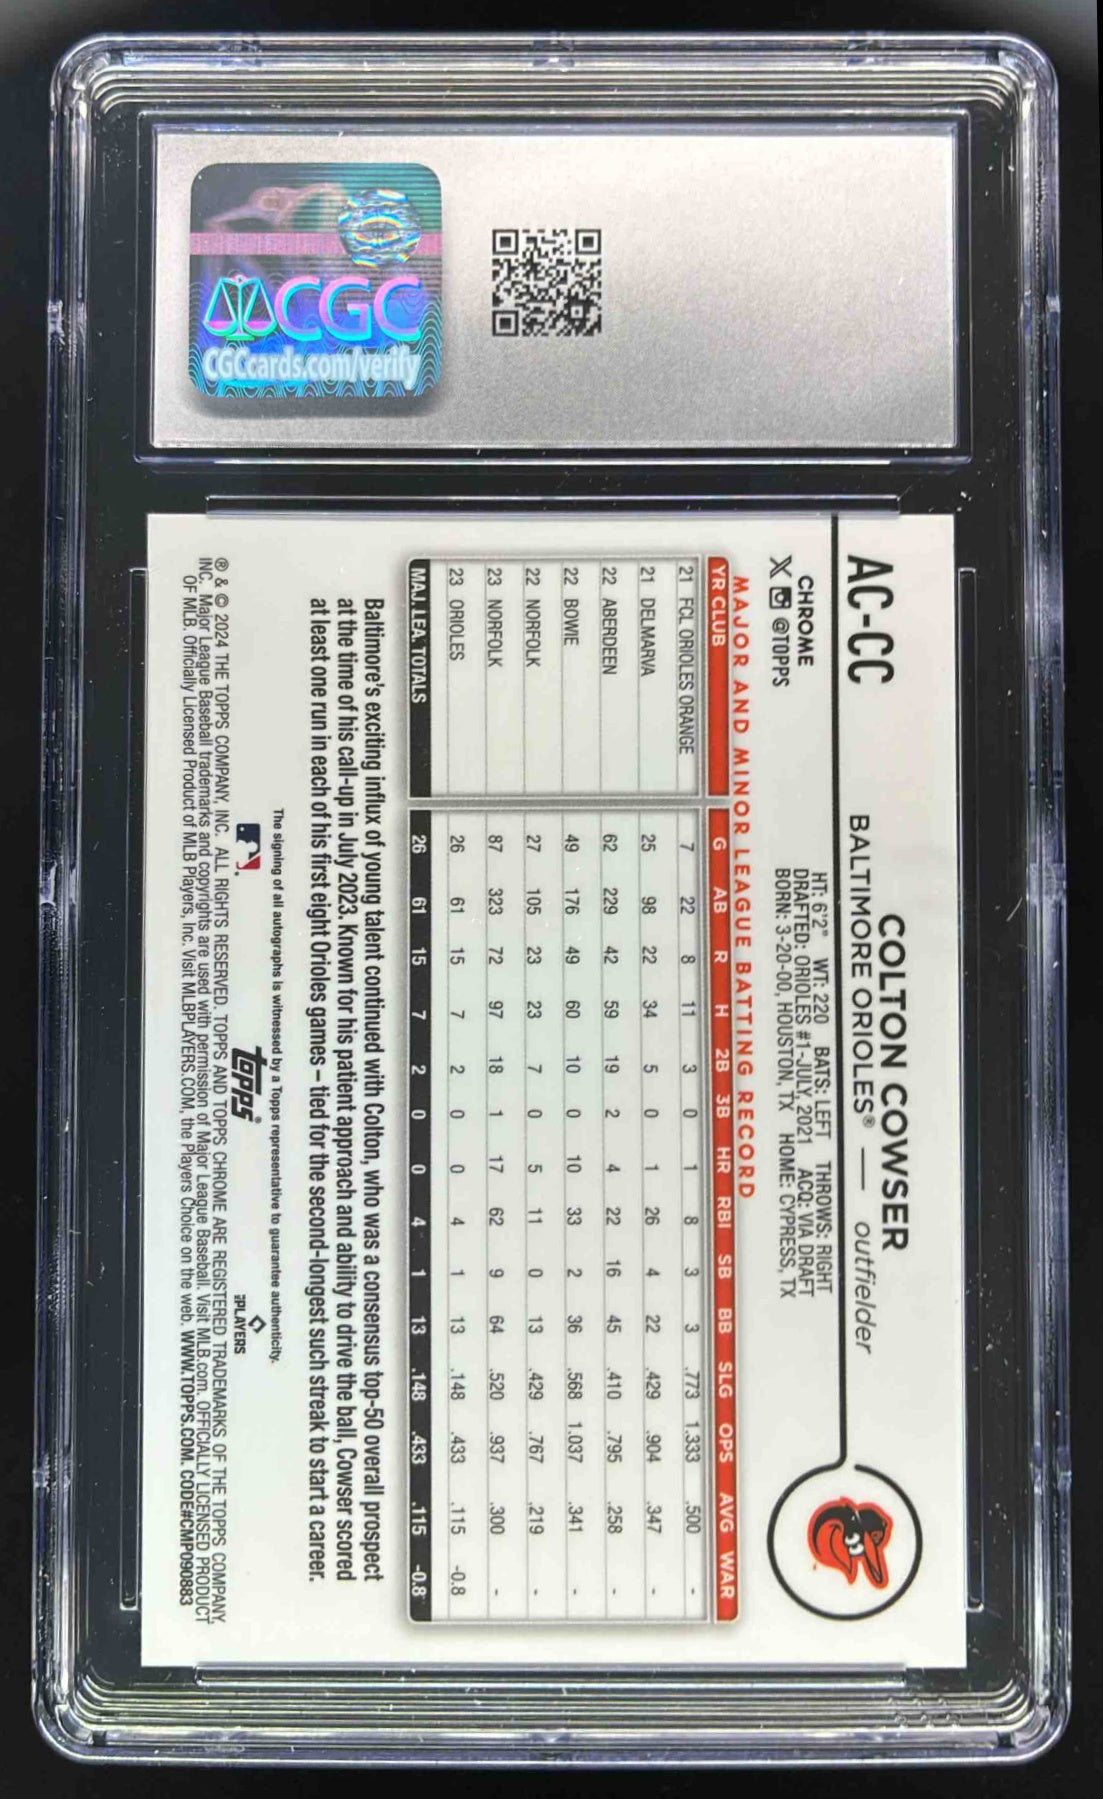 CGC
CGCcards.com/verify
AC-CC
COLTON COWSER
BALTIMORE ORIOLES® — outfielder
CHROME
@TOPPS
HT: 6'2" WT: 220 BATS: LEFT THROWS: RIGHT
DRAFTED: ORIOLES #1-JULY, 2021 ACQ: VIA DRAFT
BORN: 3-20-00, HOUSTON, TX HOME: CYPRESS, TX
MAJOR AND MINOR LEAGUE BATTING RECORD
YR CLUB G AB R H 2B 3B HR RBI SB BB SLG OPS AVG WAR
21 FCL ORIOLES ORANGE 7 22 8 11 3 0 1 8 3 3 .773 1.333 .500 -
21 DELMARVA 25 98 22 34 5 0 1 26 4 22 .429 .904 .347 -
22 ABERDEEN 62 229 42 59 19 2 4 22 16 45 .410 .795 .258 -
22 BOWIE 49 176 49 60 10 0 10 33 2 36 .568 1.037 .341 -
22 NORFOLK 27 105 23 23 7 0 5 11 0 13 .429 .767 .219 -
23 NORFOLK 87 323 72 97 18 1 17 62 9 64 .520 .937 .300 -
23 ORIOLES 26 61 15 7 2 0 0 4 1 13 .148 .433 .115 -0.8
MAJ. LEA. TOTALS 26 61 15 7 2 0 0 4 1 13 .148 .433 .115 -0.8
Baltimore's exciting influx of young talent continued with Colton, who was a consensus top-50 overall prospect
at the time of his call-up in July 2023. Known for his patient approach and ability to drive the ball, Cowser scored
at least one run in each of his first eight Orioles games – tied for the second-longest such streak to start a career.
The signing of all autographs is witnessed by a Topps representative to guarantee authenticity.
topps®
PLAYERS
® & © 2024 THE TOPPS COMPANY, INC. ALL RIGHTS RESERVED. TOPPS AND TOPPS CHROME ARE REGISTERED TRADEMARKS OF THE TOPPS COMPANY,
INC. Major League Baseball trademarks and copyrights are used with permission of Major League Baseball. Visit MLB.com. OFFICIALLY LICENSED PRODUCT
OF MLB. Officially Licensed Product of MLB Players, Inc. Visit MLBPLAYERS.COM, the Players Choice on the web. WWW.TOPPS.COM. CODE#CMP090883